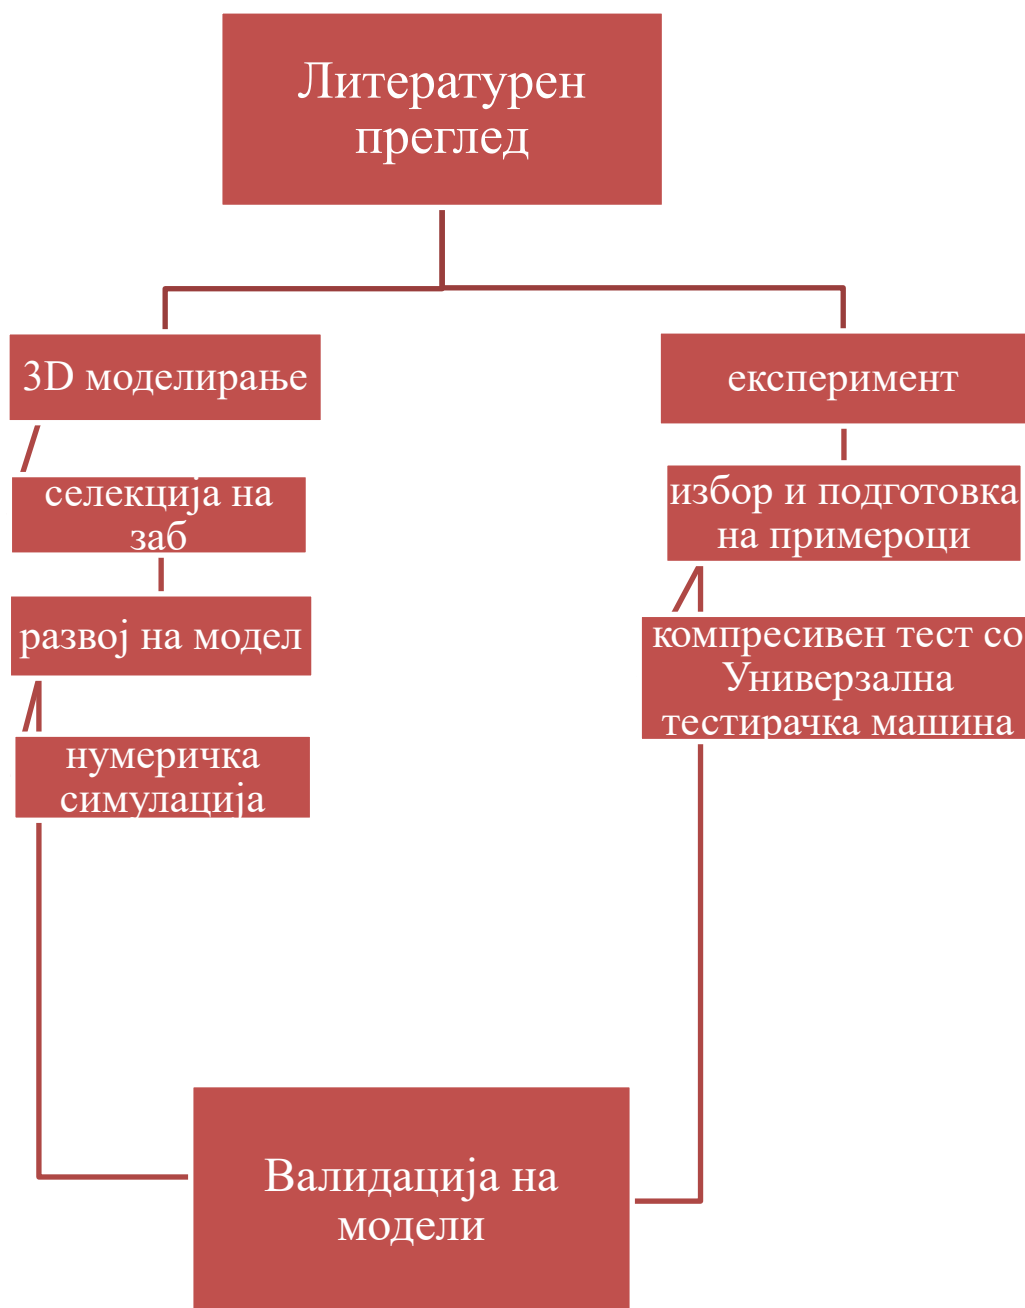 Литературен
преглед
3D моделирање
експеримент
селекција на
заб
избор и подготовка
на примероци
развој на модел
компресивен тест со
Универзална
тестирачка машина
нумеричка
симулација
Валидација на
модели